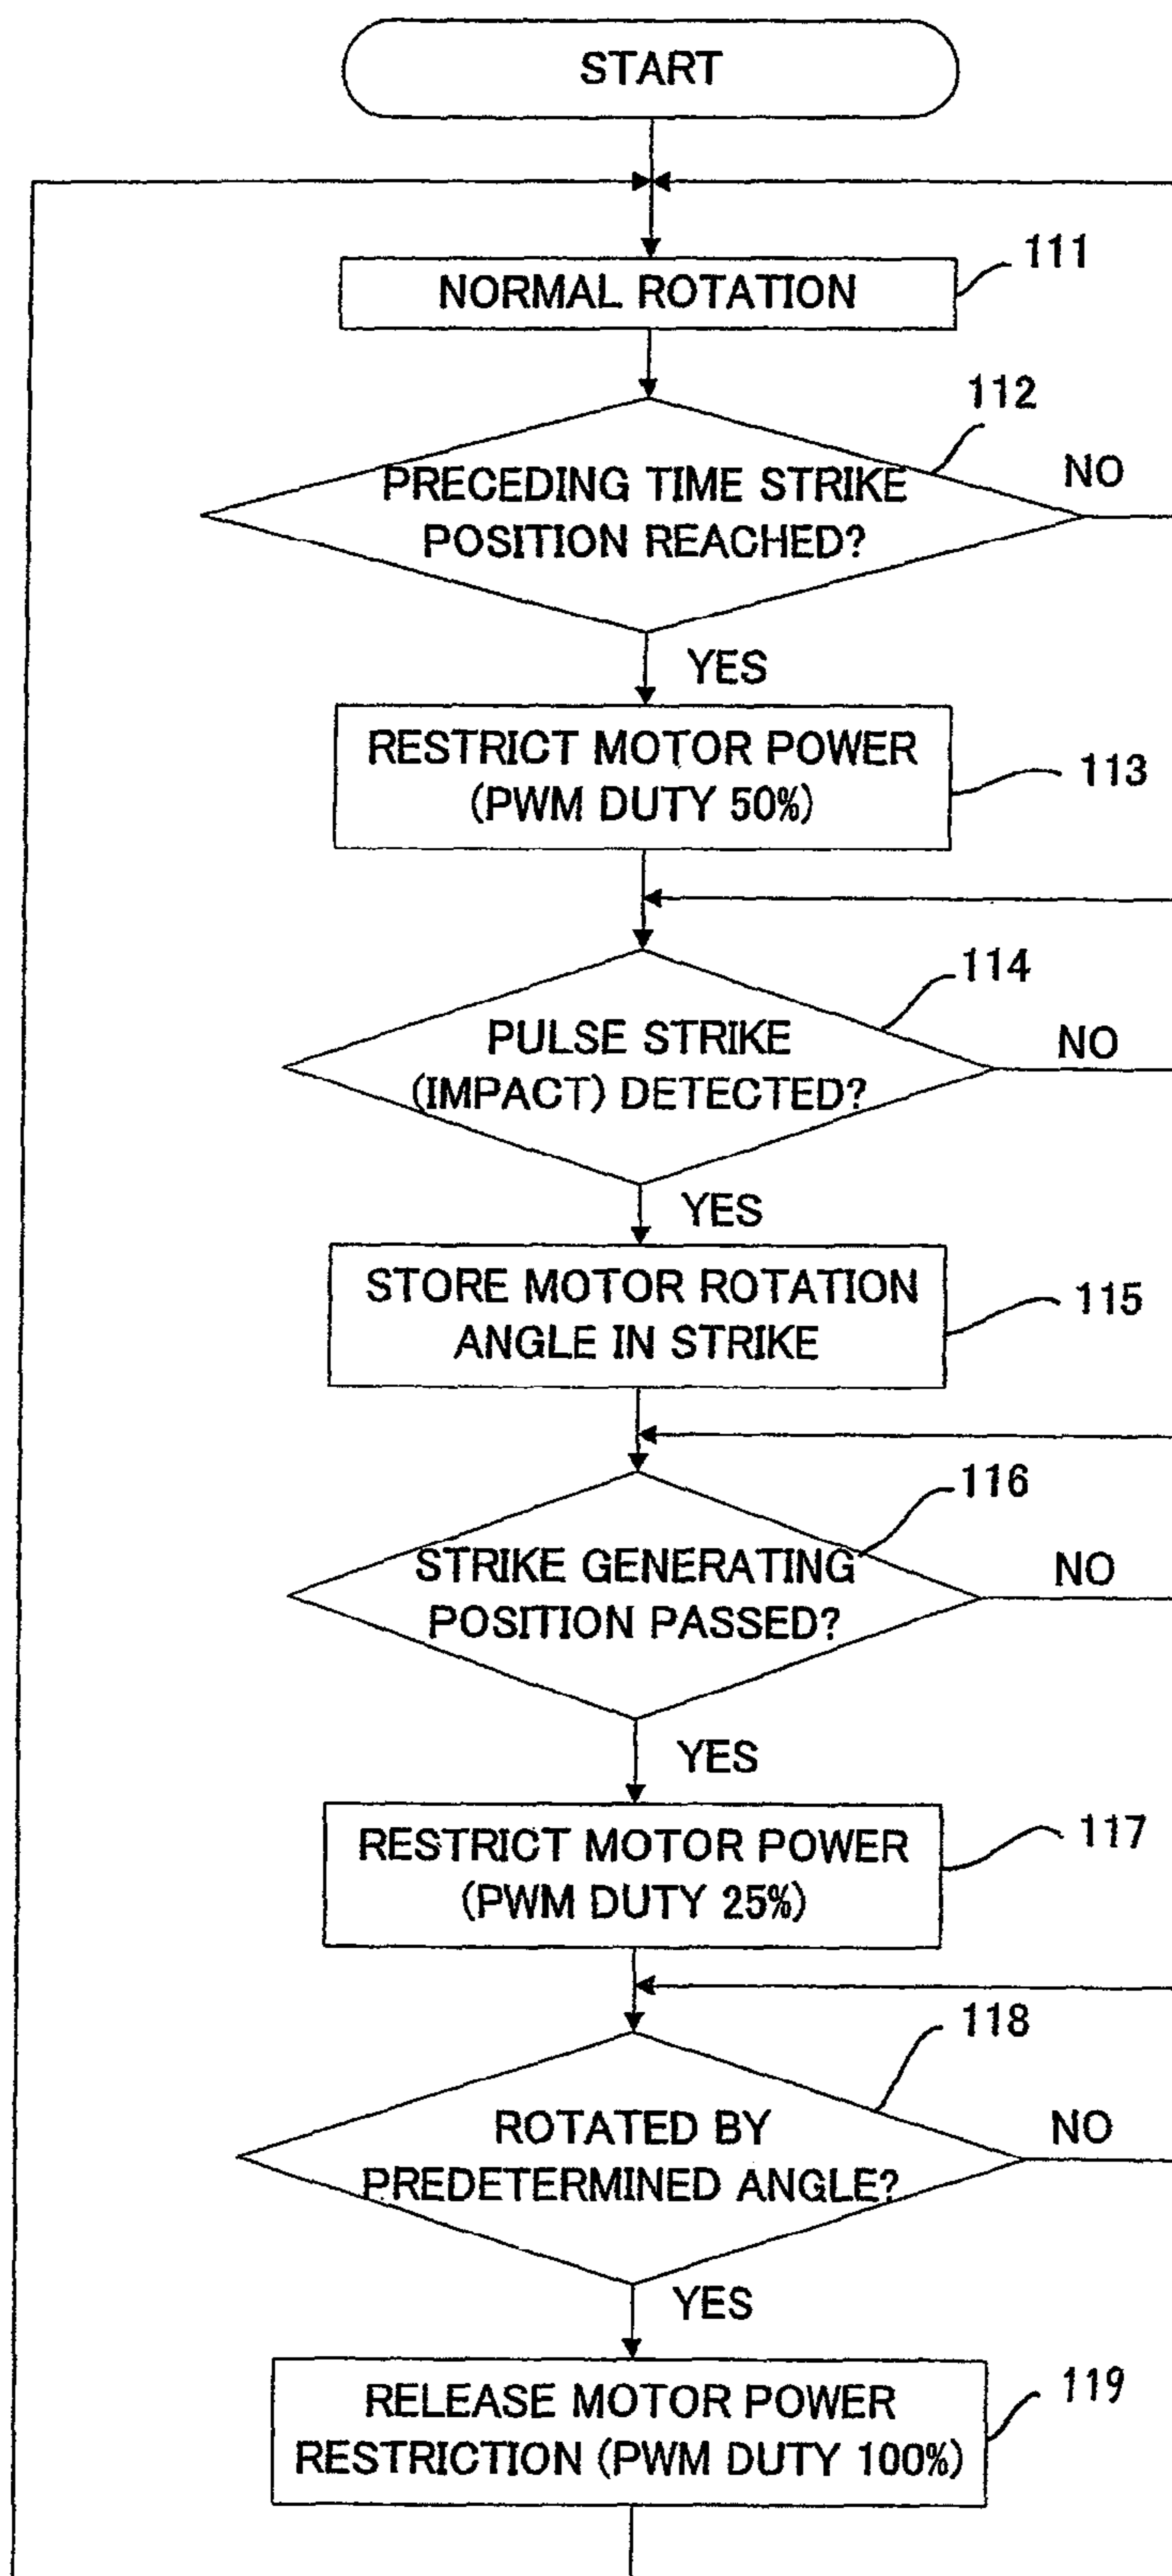 START
111
NORMAL ROTATION
112
PRECEDING TIME STRIKE
POSITION REACHED?
NO
YES
RESTRICT MOTOR POWER
(PWM DUTY 50%)
113
114
PULSE STRIKE
(IMPACT) DETECTED?
NO
YES
STORE MOTOR ROTATION
ANGLE IN STRIKE
115
116
STRIKE GENERATING
POSITION PASSED?
NO
YES
RESTRICT MOTOR POWER
(PWM DUTY 25%)
117
118
ROTATED BY
PREDETERMINED ANGLE?
NO
YES
RELEASE MOTOR POWER
RESTRICTION (PWM DUTY 100%)
119